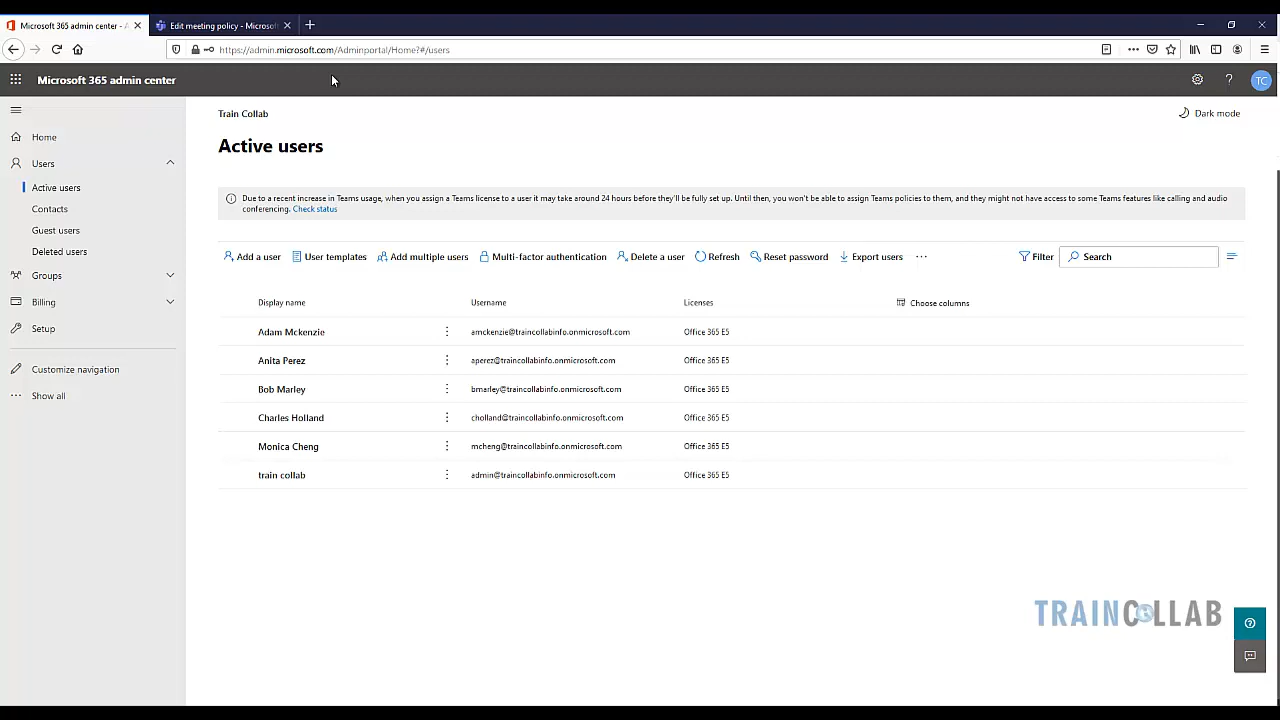 Microsoft 365 admin center - A
Edit meeting policy - Microsoft
https://admin.microsoft.com/Adminportal/Home?#/users
Microsoft 365 admin center
TC
Train Collab
Dark mode
Active users
Home
Users
Active users
Contacts
Guest users
Deleted users
Groups
Billing
Setup
Customize navigation
Show all
Due to a recent increase in Teams usage, when you assign a Teams license to a user it may take around 24 hours before they'll be fully set up. Until then, you won't be able to assign Teams policies to them, and they might not have access to some Teams features like calling and audio
conferencing. Check status
Add a user User templates Add multiple users Multi-factor authentication Delete a user Refresh Reset password Export users Filter Search
Display name Username Licenses Choose columns
Adam Mckenzie amckenzie@traincollabinfo.onmicrosoft.com Office 365 E5
Anita Perez aperez@traincollabinfo.onmicrosoft.com Office 365 E5
Bob Marley bmarley@traincollabinfo.onmicrosoft.com Office 365 E5
Charles Holland cholland@traincollabinfo.onmicrosoft.com Office 365 E5
Monica Cheng mcheng@traincollabinfo.onmicrosoft.com Office 365 E5
train collab admin@traincollabinfo.onmicrosoft.com Office 365 E5
TRAINCOLLAB